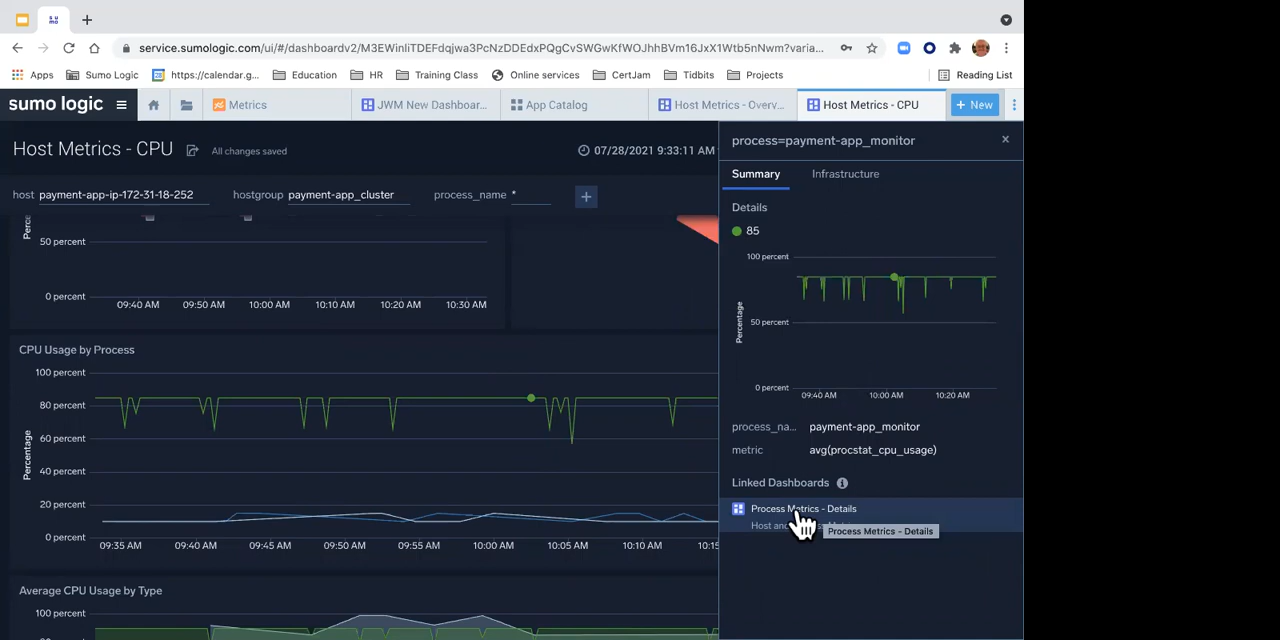 su
mo
service.sumologic.com/ui/#/dashboardv2/M3EWinliTDEFdqjwa3PcNzDDEdxPQgCvSWGwKfWOJhhBVm16JxX1Wtb5nNwm?varia...
Apps Sumo Logic https://calendar.g... Education HR Training Class Online services CertJam Tidbits Projects Reading List
sumo logic Metrics JWM New Dashboar... App Catalog Host Metrics - Overv... Host Metrics - CPU + New
Host Metrics - CPU All changes saved 07/28/2021 9:33:11 AM
host payment-app-ip-172-31-18-252 hostgroup payment-app_cluster process_name * +
50 percent
0 percent
09:40 AM 09:50 AM 10:00 AM 10:10 AM 10:20 AM 10:30 AM
CPU Usage by Process
100 percent
80 percent
60 percent
40 percent
20 percent
0 percent
Percentage
09:35 AM 09:40 AM 09:45 AM 09:50 AM 09:55 AM 10:00 AM 10:05 AM 10:10 AM
Average CPU Usage by Type
100 percent
process=payment-app_monitor
Summary Infrastructure
Details
85
100 percent
50 percent
0 percent
Percentage
09:40 AM 10:00 AM 10:20 AM
process_na... payment-app_monitor
metric avg(procstat_cpu_usage)
Linked Dashboards
Process Metrics - Details
Process Metrics - Details